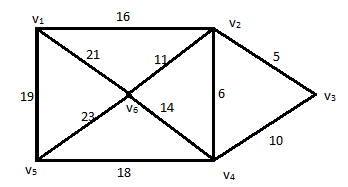 v₁ 16 v₂
21 11 5
19 6 v₃
23 v₆ 14 10
v₅ 18 v₄